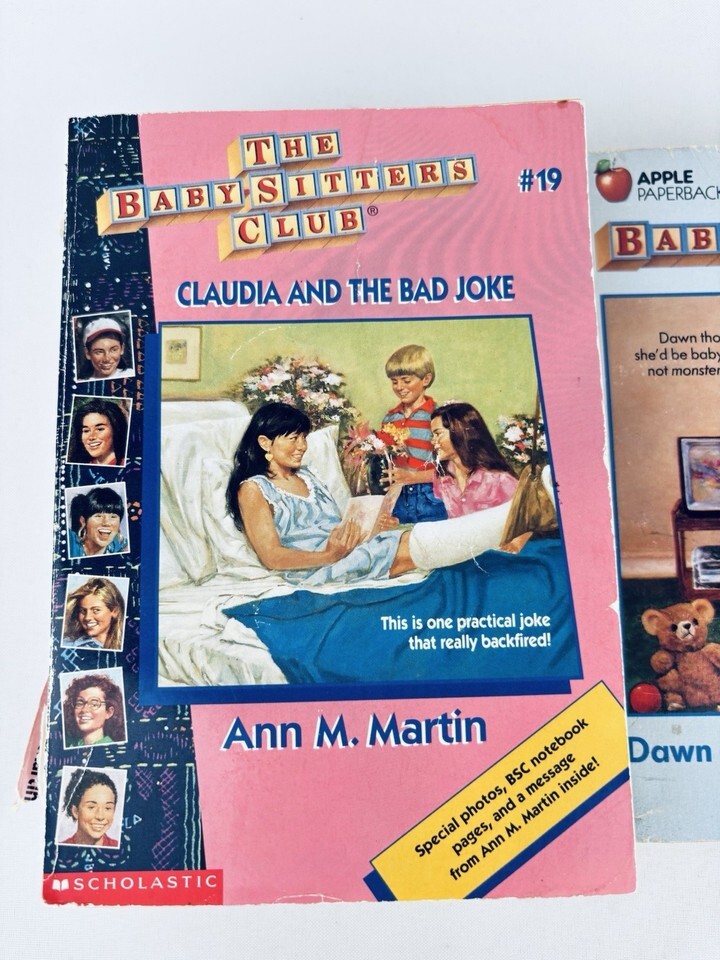 THE
BABY-SITTERS
CLUB®
#19
CLAUDIA AND THE BAD JOKE
This is one practical joke
that really backfired!
Ann M. Martin
Special photos, BSC notebook
pages, and a message
from Ann M. Martin inside!
SCHOLASTIC
APPLE
PAPERBACK
BAB
Dawn tho
she'd be baby
not monster
Dawn